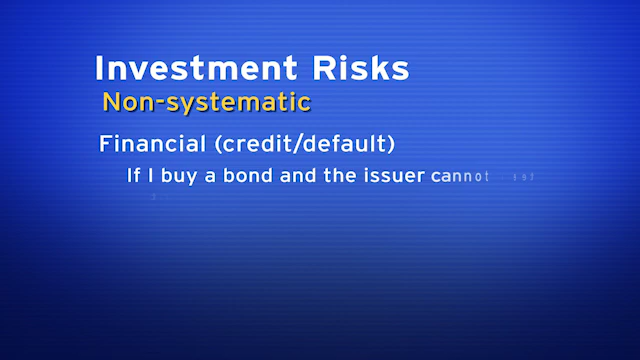 Investment Risks
Non-systematic
Financial (credit/default)
If I buy a bond and the issuer cannot